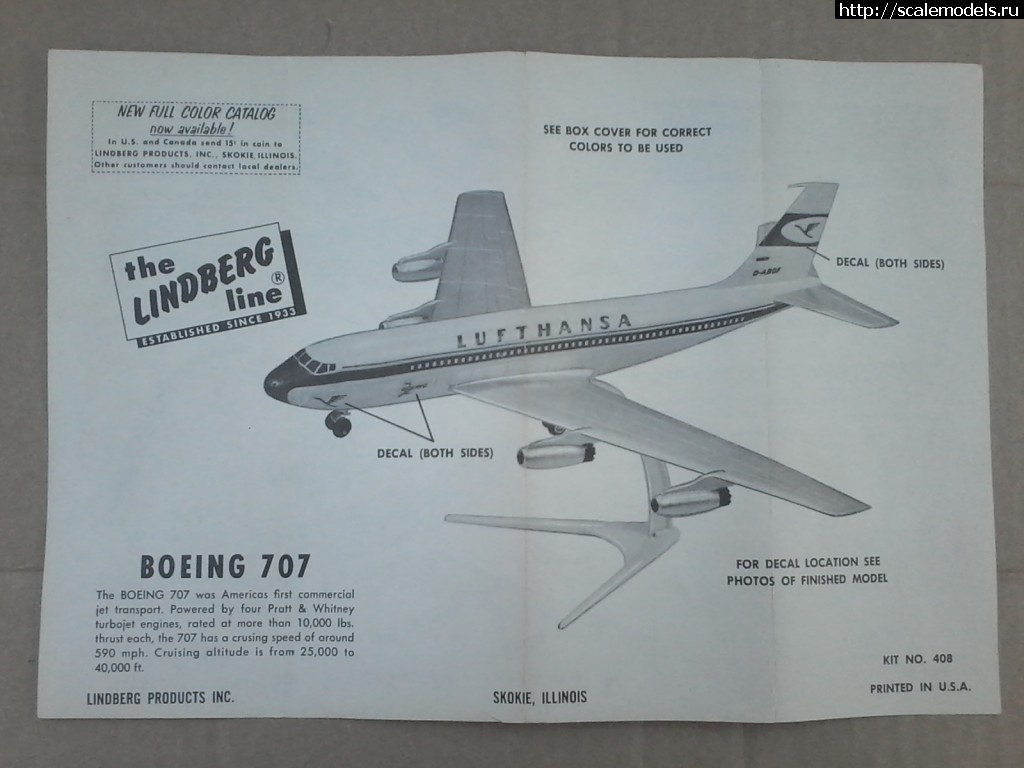 http://scalemodels.ru
NEW FULL COLOR CATALOG
now available!
In U.S. and Canada send 15¢ in coin to
LINDBERG PRODUCTS, INC., SKOKIE, ILLINOIS.
Other customers should contact local dealers.
SEE BOX COVER FOR CORRECT
COLORS TO BE USED
the
LINDBERG
line®
ESTABLISHED SINCE 1933
DECAL (BOTH SIDES)
LUFTHANSA
DECAL (BOTH SIDES)
BOEING 707
The BOEING 707 was Americas first commercial
jet transport. Powered by four Pratt & Whitney
turbojet engines, rated at more than 10,000 lbs.
thrust each, the 707 has a crusing speed of around
590 mph. Cruising altitude is from 25,000 to
40,000 ft.
FOR DECAL LOCATION SEE
PHOTOS OF FINISHED MODEL
KIT NO. 408
LINDBERG PRODUCTS INC.
SKOKIE, ILLINOIS
PRINTED IN U.S.A.